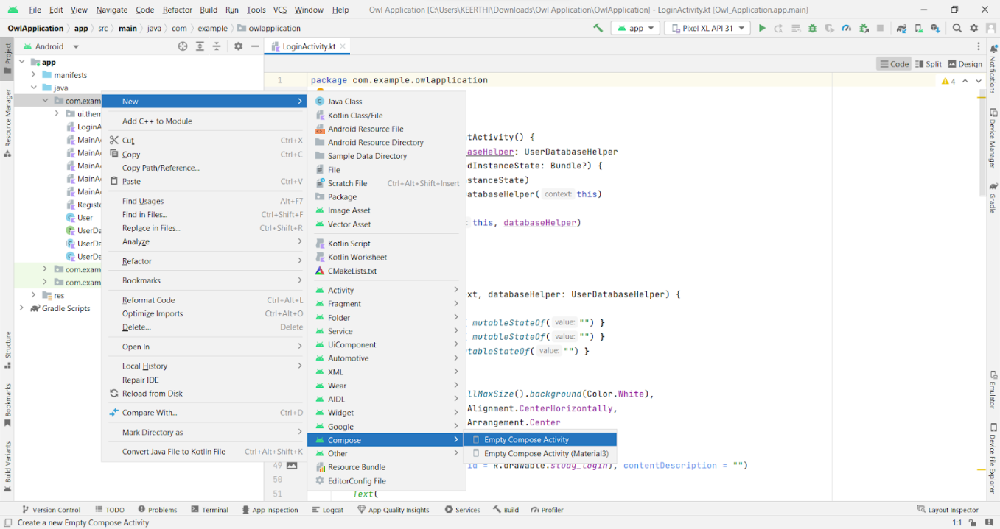 File Edit View Navigate Code Refactor Build Run Tools VCS Window Help Owl Application [C:\Users\KEERTHI\Downloads\Owl Application\OwlApplication] - LoginActivity.kt [Owl_Application.app.main]
OwlApplication app src main java com example owlapplication app Pixel XL API 31
Android LoginActivity.kt
Code Split Design
Project
Resource Manager
Structure
Bookmarks
Build Variants
app
manifests
java
com.exam
ui.them
LoginA
MainAc
MainAc
MainAc
MainAc
MainAc
Registe
User
UserDa
UserDa
UserDa
com.exam
com.exam
res
Gradle Scripts
New
Add C++ to Module
Cut Ctrl+X
Copy Ctrl+C
Copy Path/Reference...
Paste Ctrl+V
Find Usages Alt+F7
Find in Files... Ctrl+Shift+F
Replace in Files... Ctrl+Shift+R
Analyze
Refactor
Bookmarks
Reformat Code Ctrl+Alt+L
Optimize Imports Ctrl+Alt+O
Delete... Delete
Open In
Local History
Repair IDE
Reload from Disk
Compare With... Ctrl+D
Mark Directory as
Convert Java File to Kotlin File Ctrl+Alt+Shift+K
Java Class
Kotlin Class/File
Android Resource File
Android Resource Directory
Sample Data Directory
File
Scratch File Ctrl+Alt+Shift+Insert
Package
Image Asset
Vector Asset
Kotlin Script
Kotlin Worksheet
CMakeLists.txt
Activity
Fragment
Folder
Service
UiComponent
Automotive
XML
Wear
AIDL
Widget
Google
Compose
Other
Resource Bundle
EditorConfig File
Empty Compose Activity
Empty Compose Activity (Material3)
1 package com.example.owlapplication
4
tActivity() {
baseHelper: UserDatabaseHelper
dInstanceState: Bundle?) {
stanceState)
atabaseHelper( context: this)
: this, databaseHelper)
xt, databaseHelper: UserDatabaseHelper) {
{ mutableStateOf( value: "") }
{ mutableStateOf( value: "") }
utableStateOf( value: "") }
llMaxSize().background(Color.White),
Alignment.CenterHorizontally,
Arrangement.Center
49 id = R.drawable.study_login), contentDescription = "")
50
51 Text(
Notifications
Device Manager
Gradle
Emulator
Device File Explorer
Version Control TODO Problems Terminal App Inspection Logcat App Quality Insights Services Build Profiler Layout Inspector
Create a new Empty Compose Activity 1:1